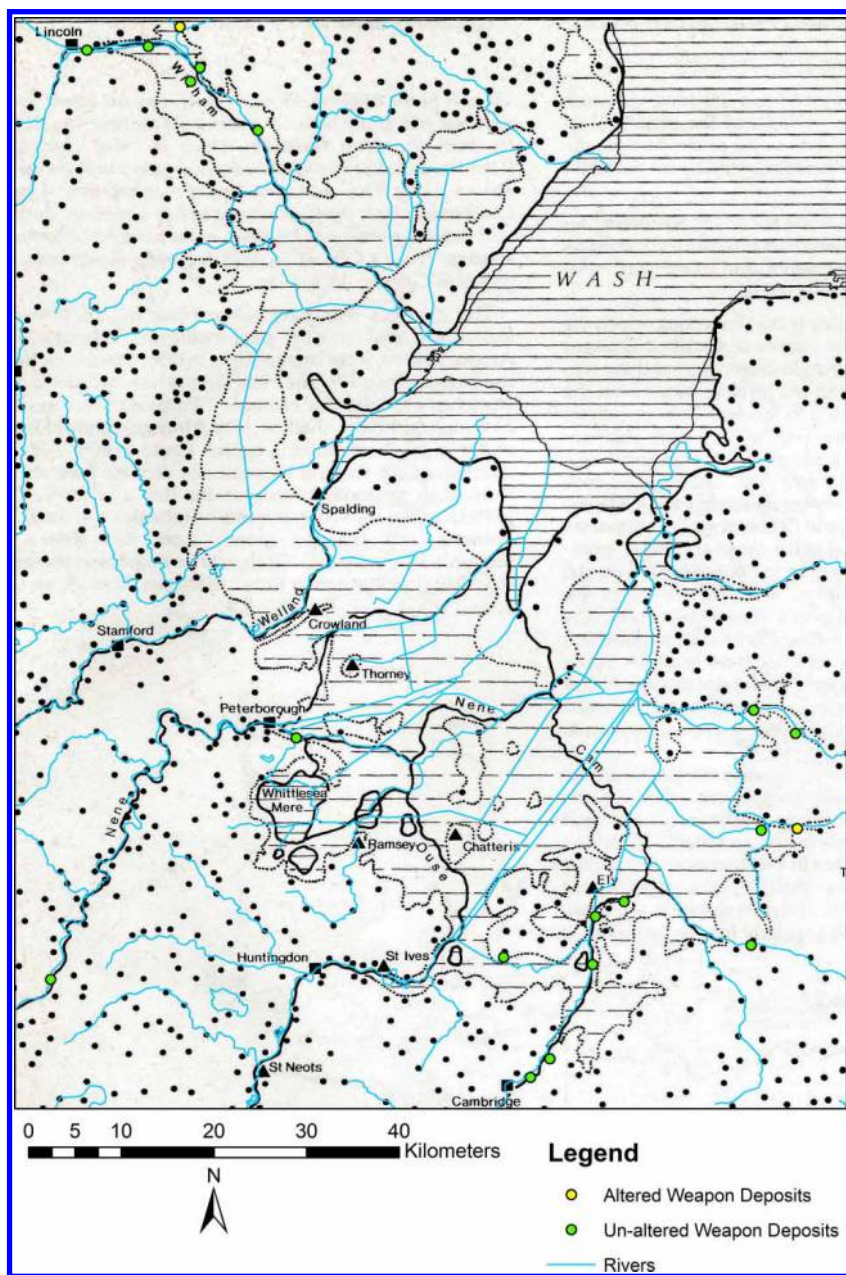 Lincoln
Witham
WASH
Spalding
Welland
Crowland
Stamford
Thorney
Peterborough
Nene
Cam
Nene
Whittlesea
Mere
Ramsey
Ouse
Chatteris
El
Huntingdon
St Ives
St Neots
Cambridge
0 5 10 20 30 40
Kilometers
N
Legend
Altered Weapon Deposits
Un-altered Weapon Deposits
Rivers